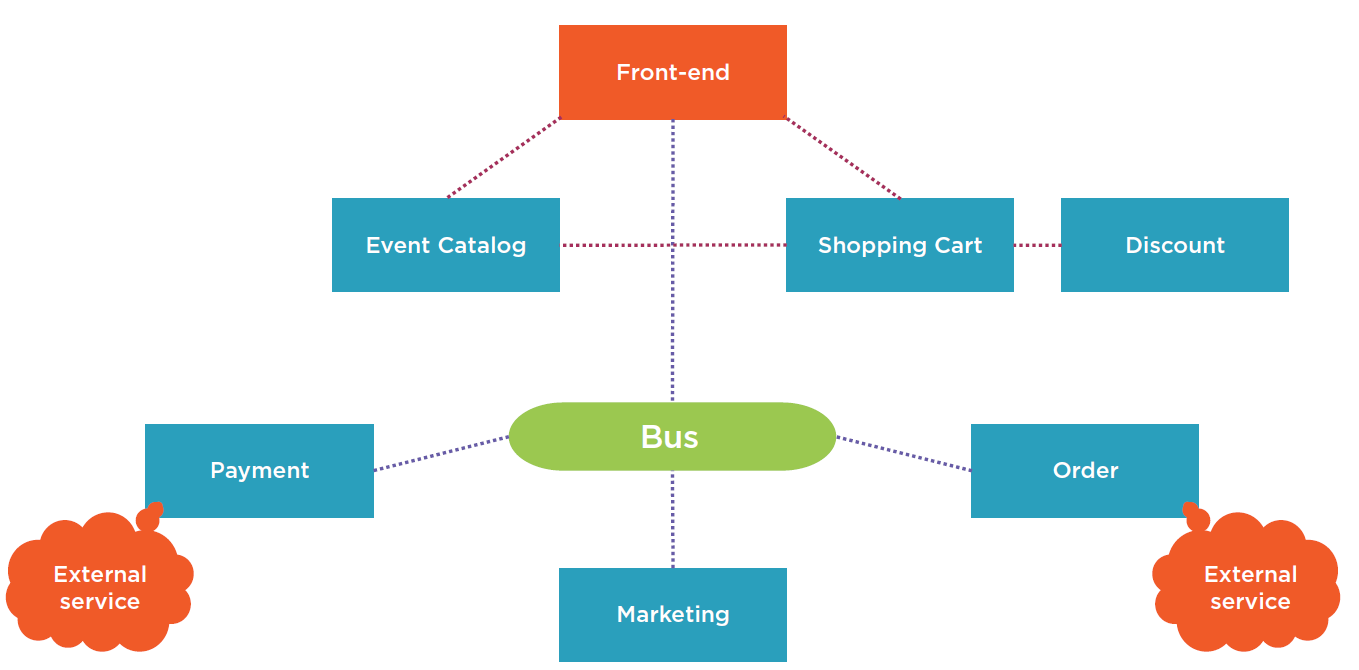 Front-end
Event Catalog
Shopping Cart
Discount
Bus
Payment
Order
External
service
External
service
Marketing